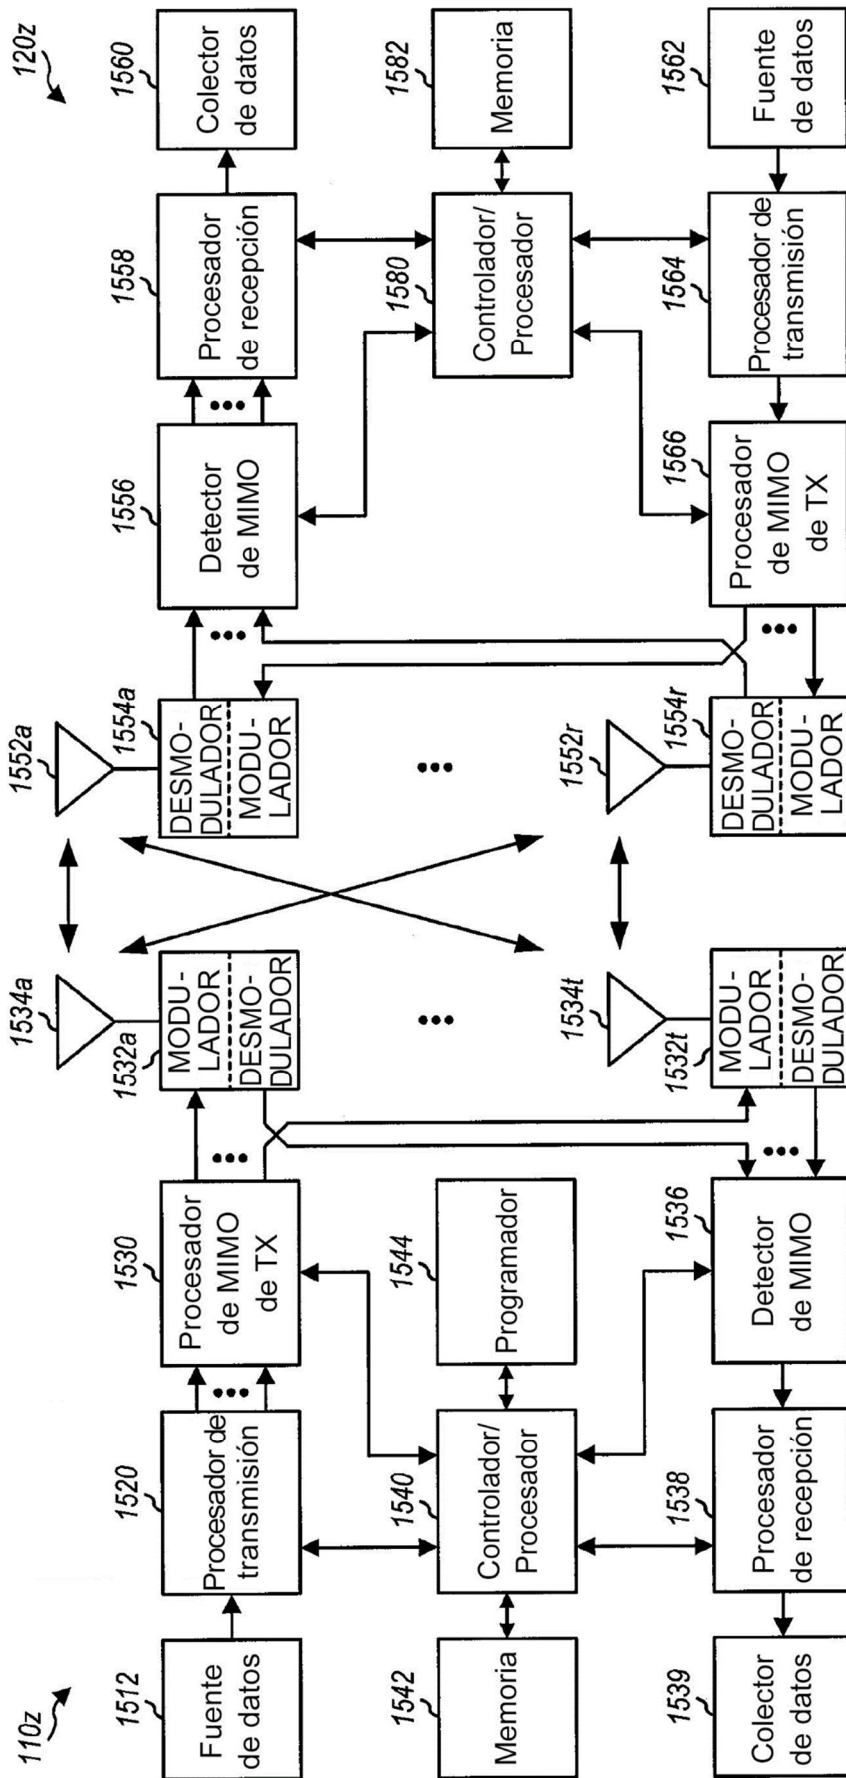 110z
120z
1512
Fuente
de datos
1520
Procesador de
transmisión
1530
Procesador
de MIMO
de TX
1532a
MODU-
LADOR
DESMO-
DULADOR
1534a
1552a
1554a
DESMO-
DULADOR
MODU-
LADOR
1556
Detector
de MIMO
1558
Procesador
de recepción
1560
Colector
de datos
1542
Memoria
1540
Controlador/
Procesador
1544
Programador
1580
Controlador/
Procesador
1582
Memoria
1539
Colector
de datos
1538
Procesador
de recepción
1536
Detector
de MIMO
1532t
MODU-
LADOR
DESMO-
DULADOR
1534t
1552r
1554r
DESMO-
DULADOR
MODU-
LADOR
1566
Procesador
de MIMO
de TX
1564
Procesador de
transmisión
1562
Fuente
de datos